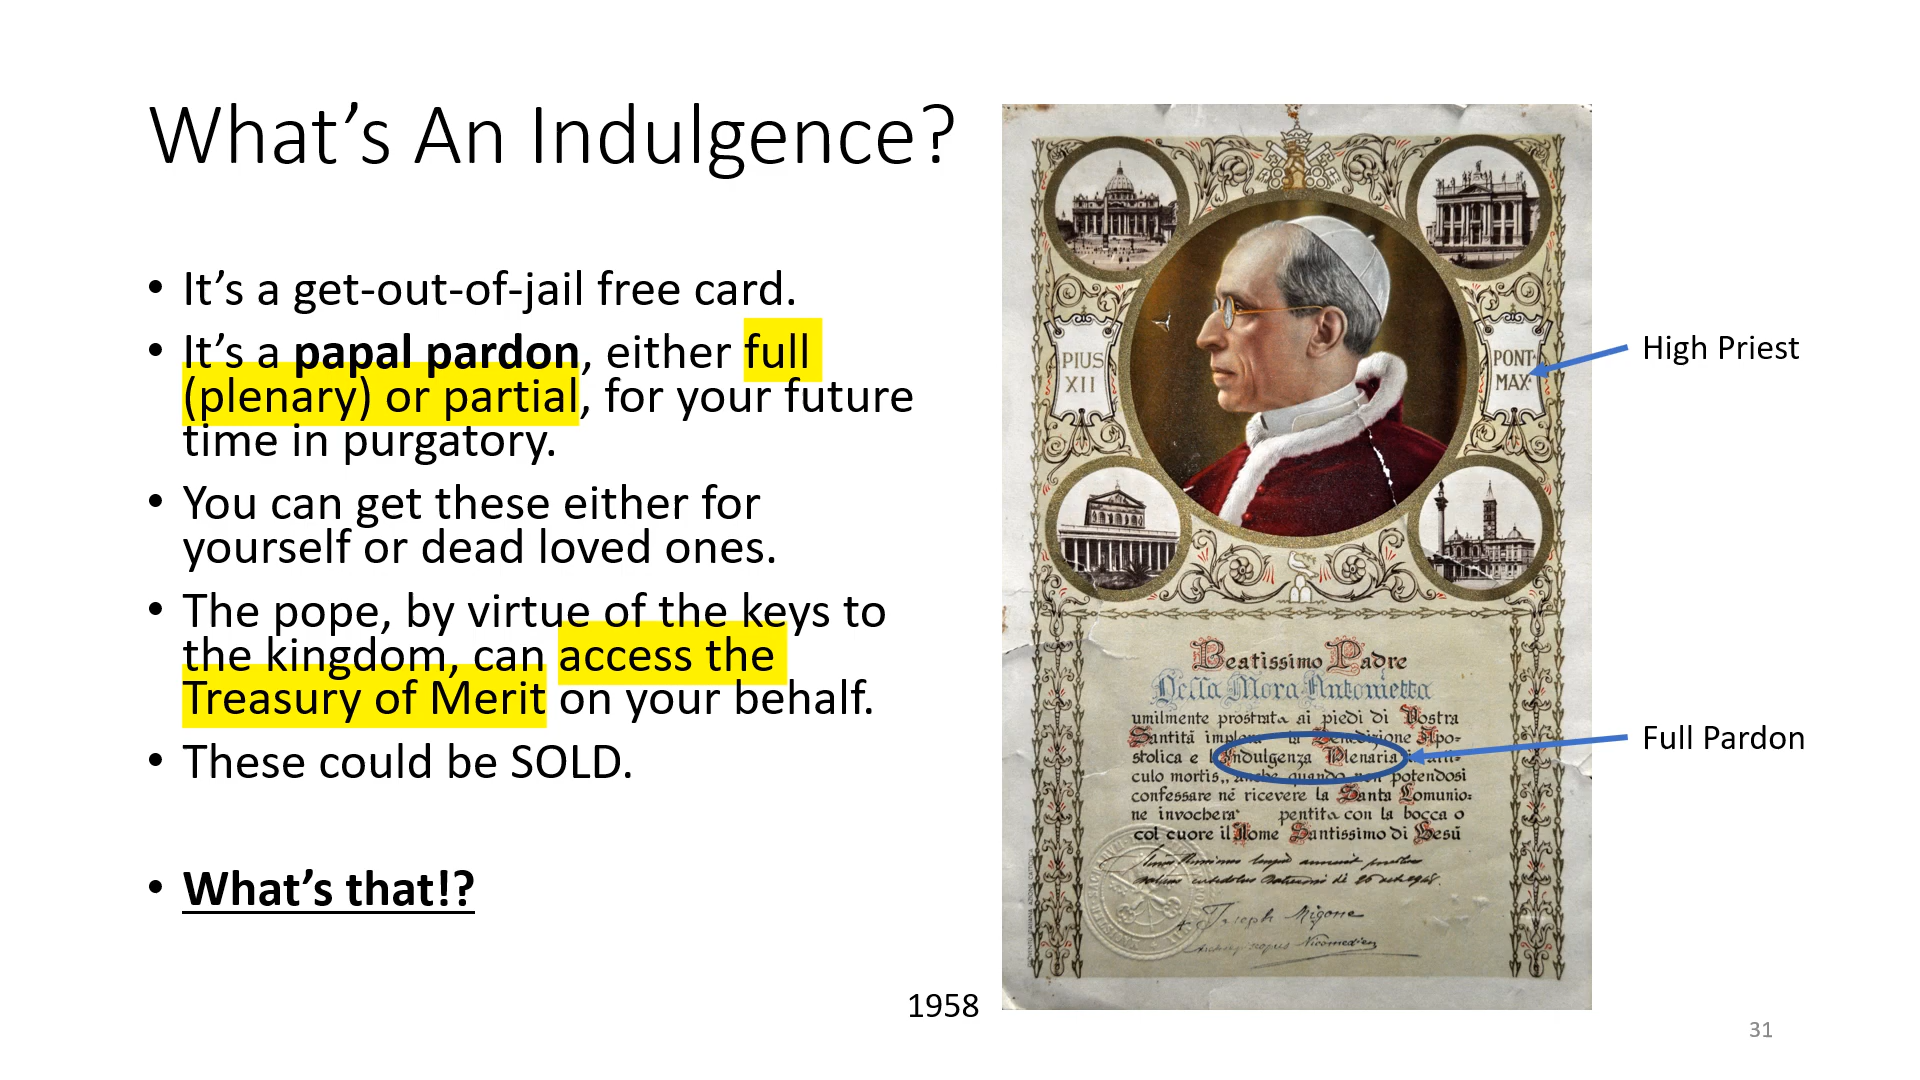 What's An Indulgence?
• It's a get-out-of-jail free card.
• It's a papal pardon, either full
(plenary) or partial, for your future
time in purgatory.
• You can get these either for
yourself or dead loved ones.
• The pope, by virtue of the keys to
the kingdom, can access the
Treasury of Merit on your behalf.
• These could be SOLD.
• What's that!?
1958
PIUS
XII
PONT.
MAX.
High Priest
Beatissimo Padre
Della Mora Antonietta
umilmente prostrata ai piedi di Vostra
Santità implora la Benedizione Apo=
stolica e l'Indulgenza Plenaria in arti=
culo mortis,, anche quando non potendosi
confessare né ricevere la Santa Comunio=
ne invocherà pentita con la bocca o
col cuore il Nome Santissimo di Gesù
Joseph Migone
Full Pardon
31